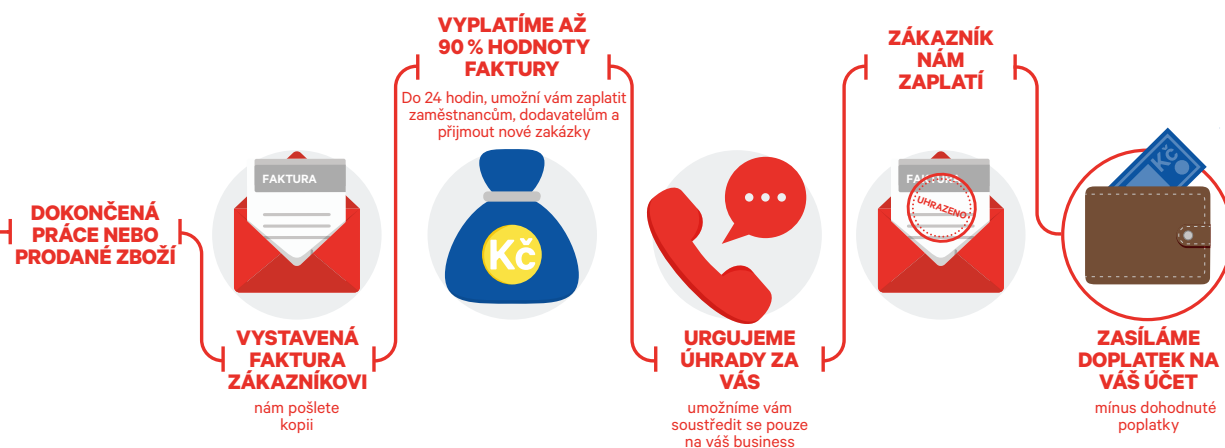 DOKONČENÁ
PRÁCE NEBO
PRODANÉ ZBOŽÍ
FAKTURA
VYSTAVENÁ
FAKTURA
ZÁKAZNÍKOVI
nám pošlete
kopii
VYPLATÍME AŽ
90 % HODNOTY
FAKTURY
Do 24 hodin, umožní vám zaplatit
zaměstnancům, dodavatelům a
přijmout nové zakázky
Kč
URGUJEME
ÚHRADY ZA
VÁS
umožníme vám
soustředit se pouze
na váš business
ZÁKAZNÍK
NÁM
ZAPLATÍ
FAKTURA
UHRAZENO
Kč
ZASÍLÁME
DOPLATEK NA
VÁŠ ÚČET
mínus dohodnuté
poplatky